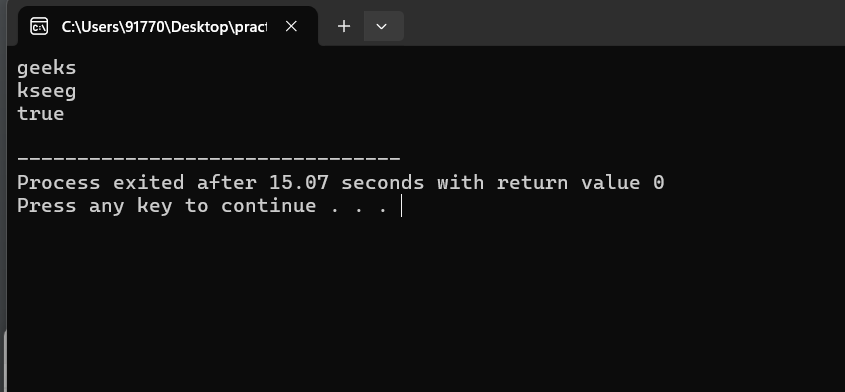 C:\Users\91770\Desktop\pract
geeks
kseeg
true
--------------------------------
Process exited after 15.07 seconds with return value 0
Press any key to continue . . .